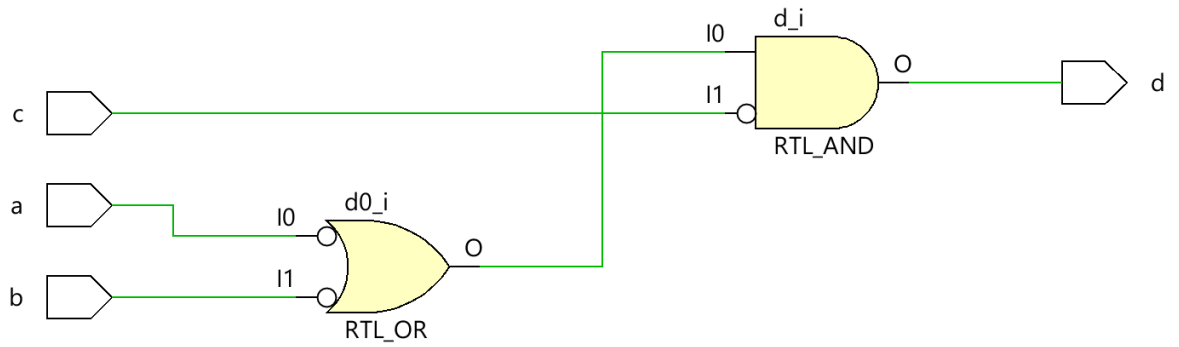 d_i
I0
O
I1
c
d
RTL_AND
a
d0_i
I0
O
I1
b
RTL_OR